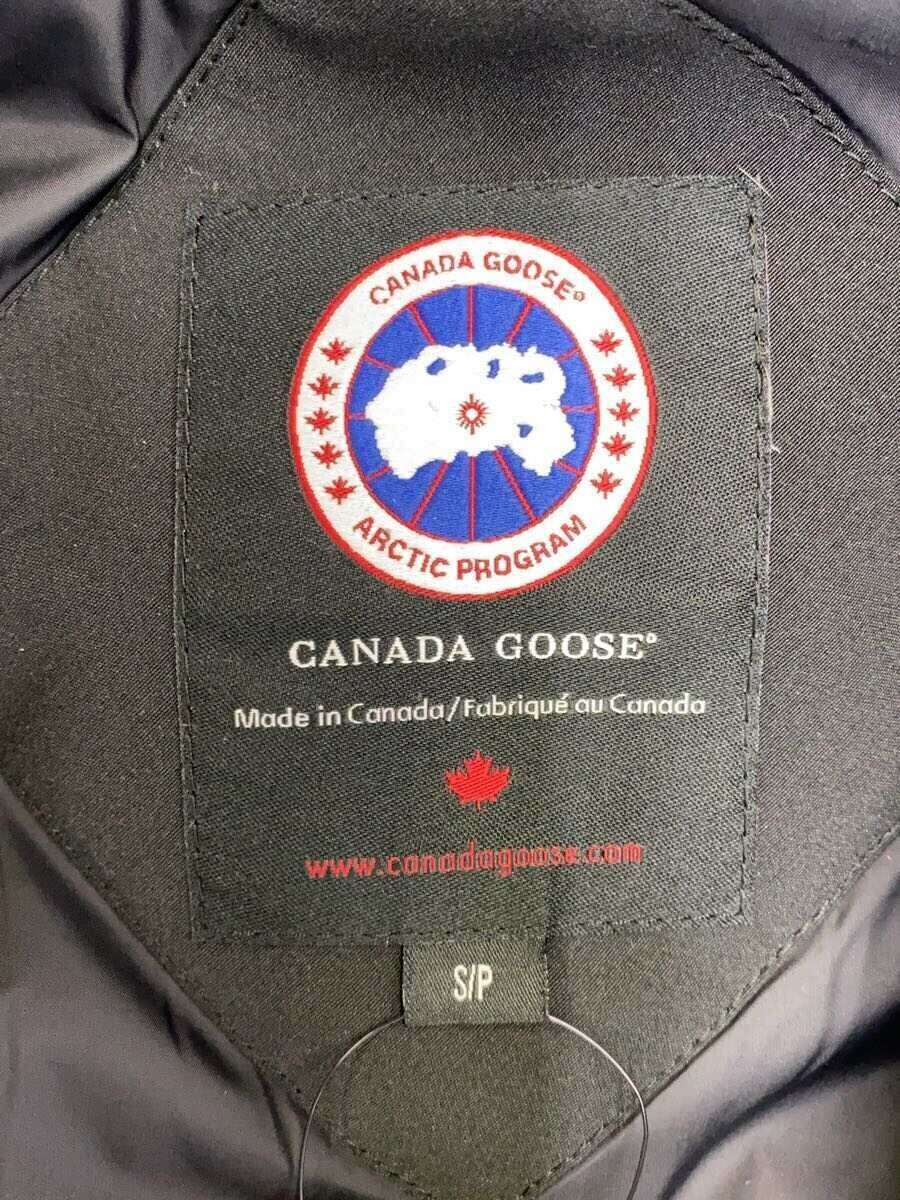 CANADA GOOSE®
ARCTIC PROGRAM
CANADA GOOSE®
Made in Canada/Fabriqué au Canada
www.canadagoose.com
S/P